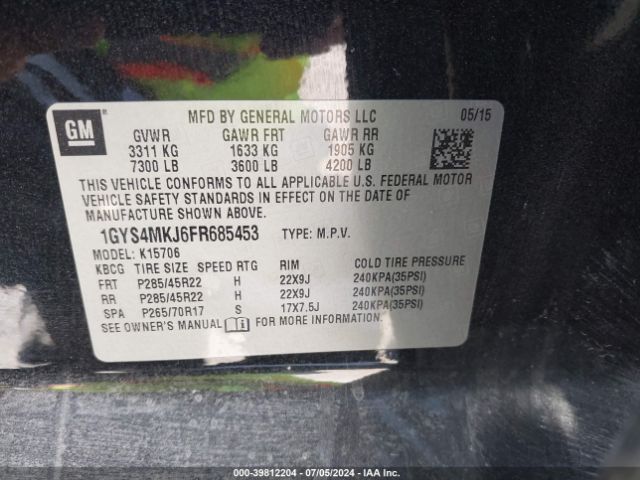 GM
MFD BY GENERAL MOTORS LLC 05/15
GVWR GAWR FRT GAWR RR
3311 KG 1633 KG 1905 KG
7300 LB 3600 LB 4200 LB
THIS VEHICLE CONFORMS TO ALL APPLICABLE U.S. FEDERAL MOTOR
VEHICLE SAFETY STANDARDS IN EFFECT ON THE DATE OF
MANUFACTURE SHOWN ABOVE.
1GYS4MKJ6FR685453 TYPE: M.P.V.
MODEL: K15706
KBCG TIRE SIZE SPEED RTG RIM COLD TIRE PRESSURE
FRT P285/45R22 H 22X9J 240KPA(35PSI)
RR P285/45R22 H 22X9J 240KPA(35PSI)
SPA P265/70R17 S 17X7.5J 240KPA(35PSI)
SEE OWNER'S MANUAL FOR MORE INFORMATION.
000-39812204 - 07/05/2024 - IAA Inc.